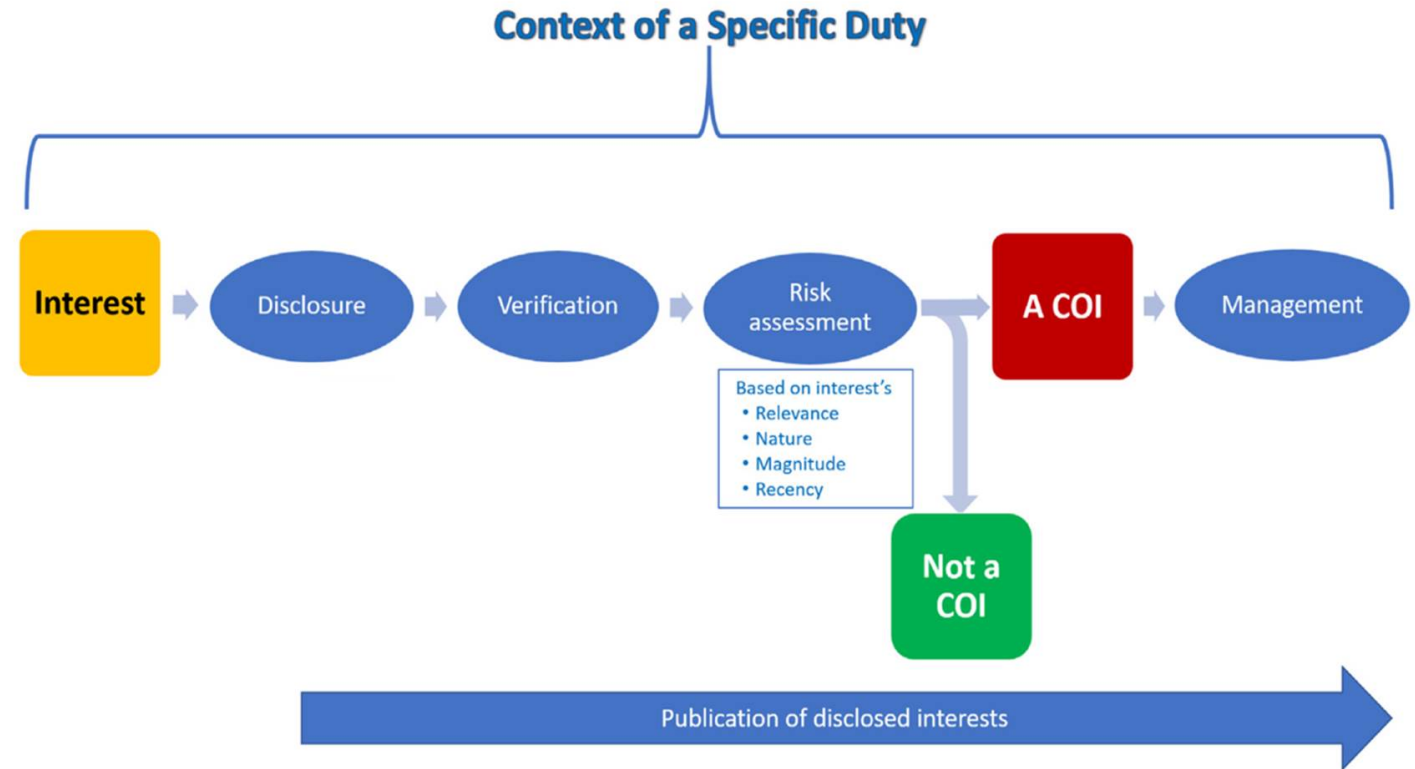 Context of a Specific Duty
Interest
Disclosure
Verification
Risk
assessment
A COI
Management
Based on interest's
• Relevance
• Nature
• Magnitude
• Recency
Not a
COI
Publication of disclosed interests